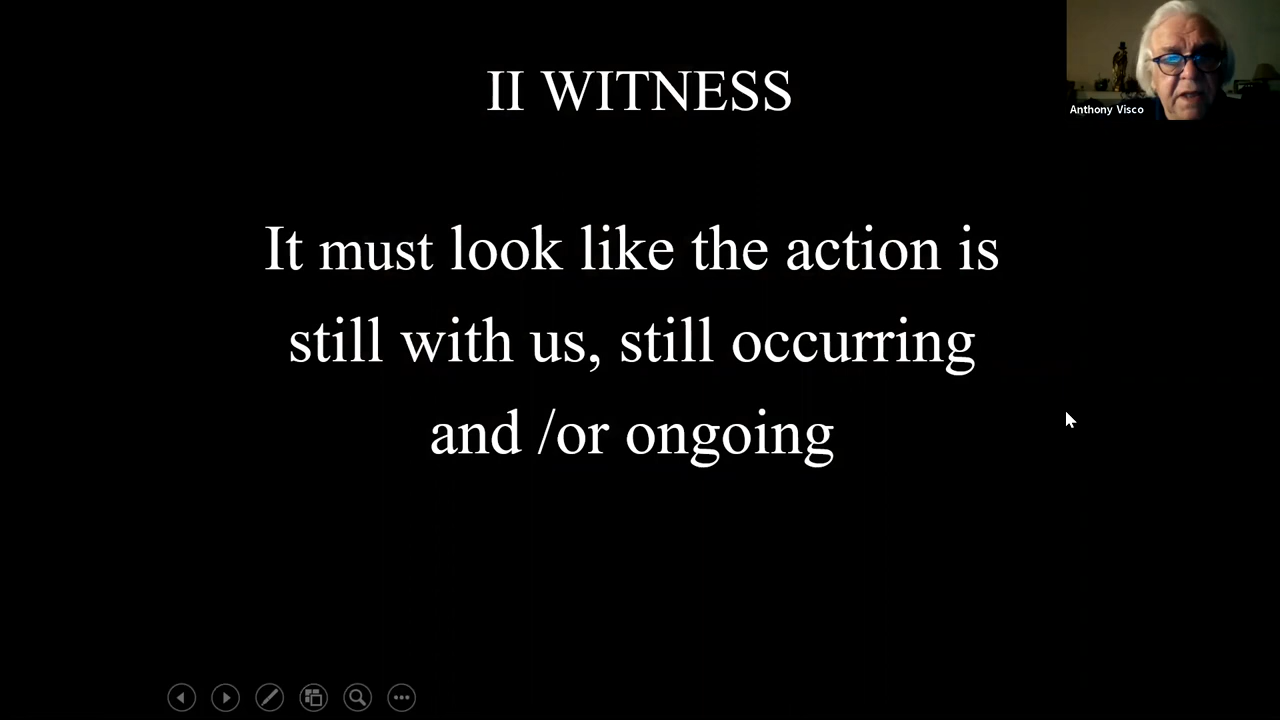 II WITNESS
Anthony Visco
It must look like the action is
still with us, still occurring
and /or ongoing